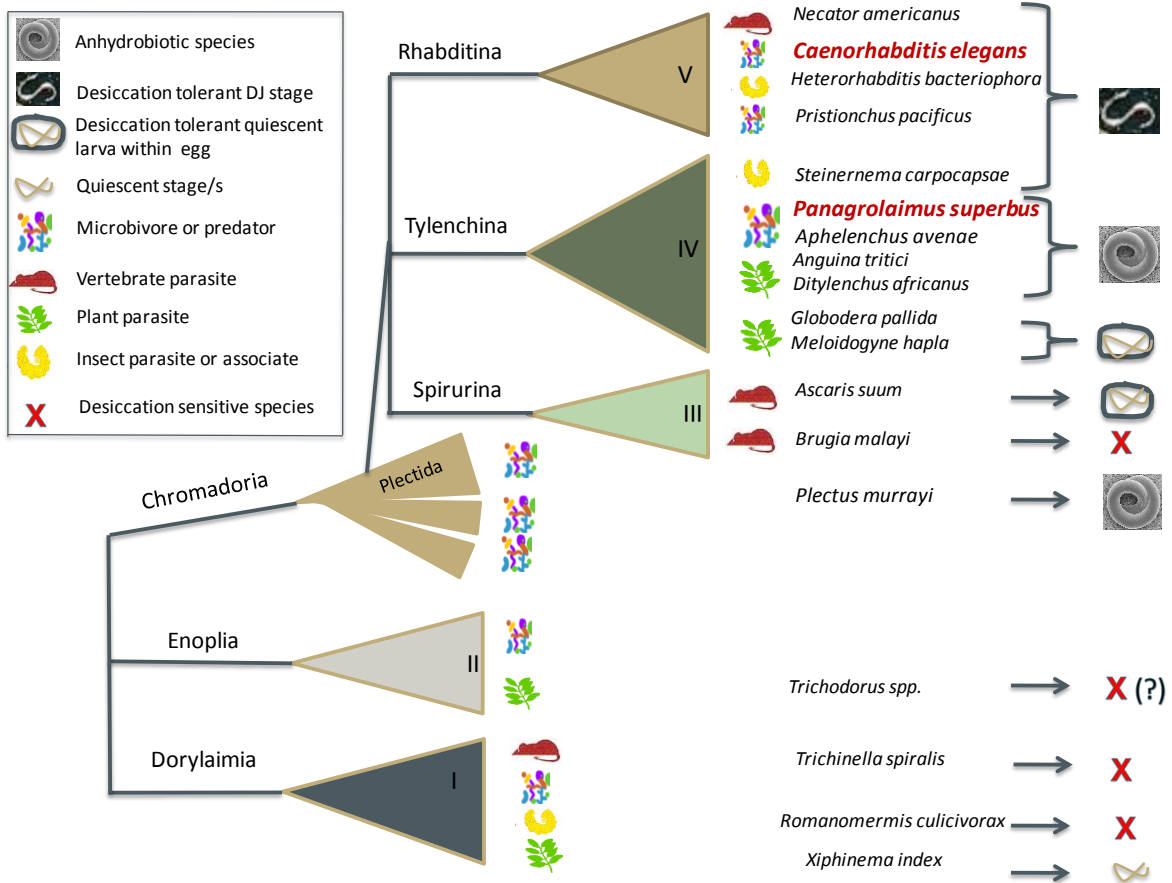 Anhydrobiotic species
Desiccation tolerant DJ stage
Desiccation tolerant quiescent
larva within egg
Quiescent stage/s
Microbivore or predator
Vertebrate parasite
Plant parasite
Insect parasite or associate
X Desiccation sensitive species
Rhabditina
V
Necator americanus
Caenorhabditis elegans
Heterorhabditis bacteriophora
Pristionchus pacificus
Steinernema carpocapsae
Tylenchina
IV
Panagrolaimus superbus
Aphelenchus avenae
Anguina tritici
Ditylenchus africanus
Globodera pallida
Meloidogyne hapla
Spirurina
III
Ascaris suum
Brugia malayi
X
Chromadoria
Plectida
Plectus murrayi
Enoplia
II
Trichodorus spp.
X (?)
Dorylaimia
I
Trichinella spiralis
X
Romanomermis culicivorax
X
Xiphinema index